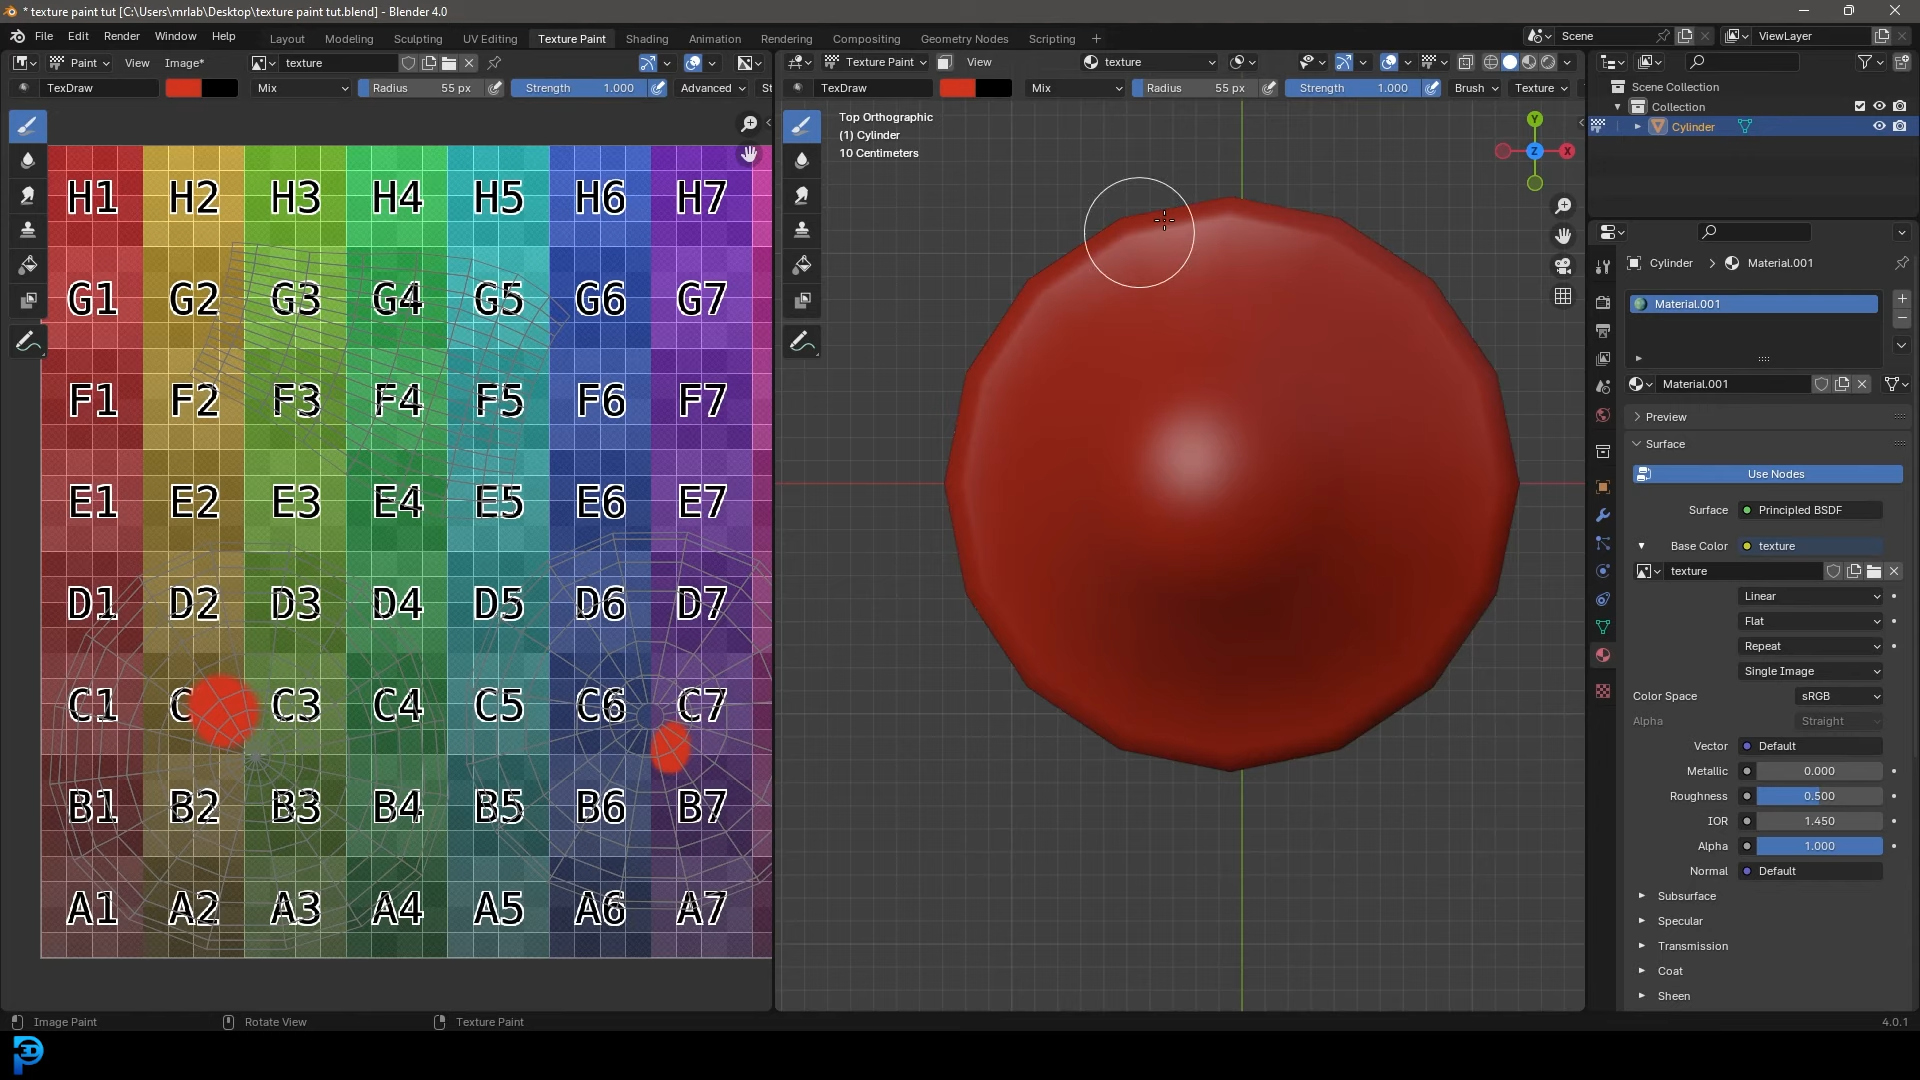 * texture paint tut [C:\Users\mrlab\Desktop\texture paint tut.blend] - Blender 4.0
File Edit Render Window Help Layout Modeling Sculpting UV Editing Texture Paint Shading Animation Rendering Compositing Geometry Nodes Scripting + Scene ViewLayer
Paint View Image* texture Texture Paint View texture
TexDraw Mix Radius 55 px Strength 1.000 Advanced St TexDraw Mix Radius 55 px Strength 1.000 Brush Texture
Scene Collection
Collection
Cylinder
Top Orthographic
(1) Cylinder
10 Centimeters
Y
Z X
H1 H2 H3 H4 H5 H6 H7
G1 G2 G3 G4 G5 G6 G7
F1 F2 F3 F4 F5 F6 F7
E1 E2 E3 E4 E5 E6 E7
D1 D2 D3 D4 D5 D6 D7
C1 C C3 C4 C5 C6 C7
B1 B2 B3 B4 B5 B6 B7
A1 A2 A3 A4 A5 A6 A7
Cylinder > Material.001
Material.001
Material.001
Preview
Surface
Use Nodes
Surface Principled BSDF
Base Color texture
texture
Linear
Flat
Repeat
Single Image
Color Space sRGB
Alpha Straight
Vector Default
Metallic 0.000
Roughness 0.500
IOR 1.450
Alpha 1.000
Normal Default
Subsurface
Specular
Transmission
Coat
Sheen
Image Paint Rotate View Texture Paint 4.0.1